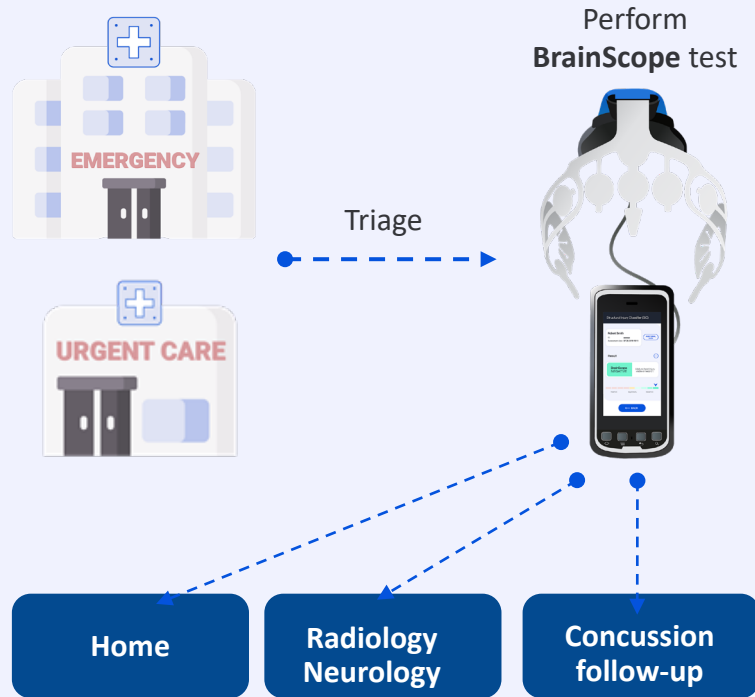 Perform
BrainScope test
EMERGENCY
Triage
URGENT CARE
Home
Radiology
Neurology
Concussion
follow-up